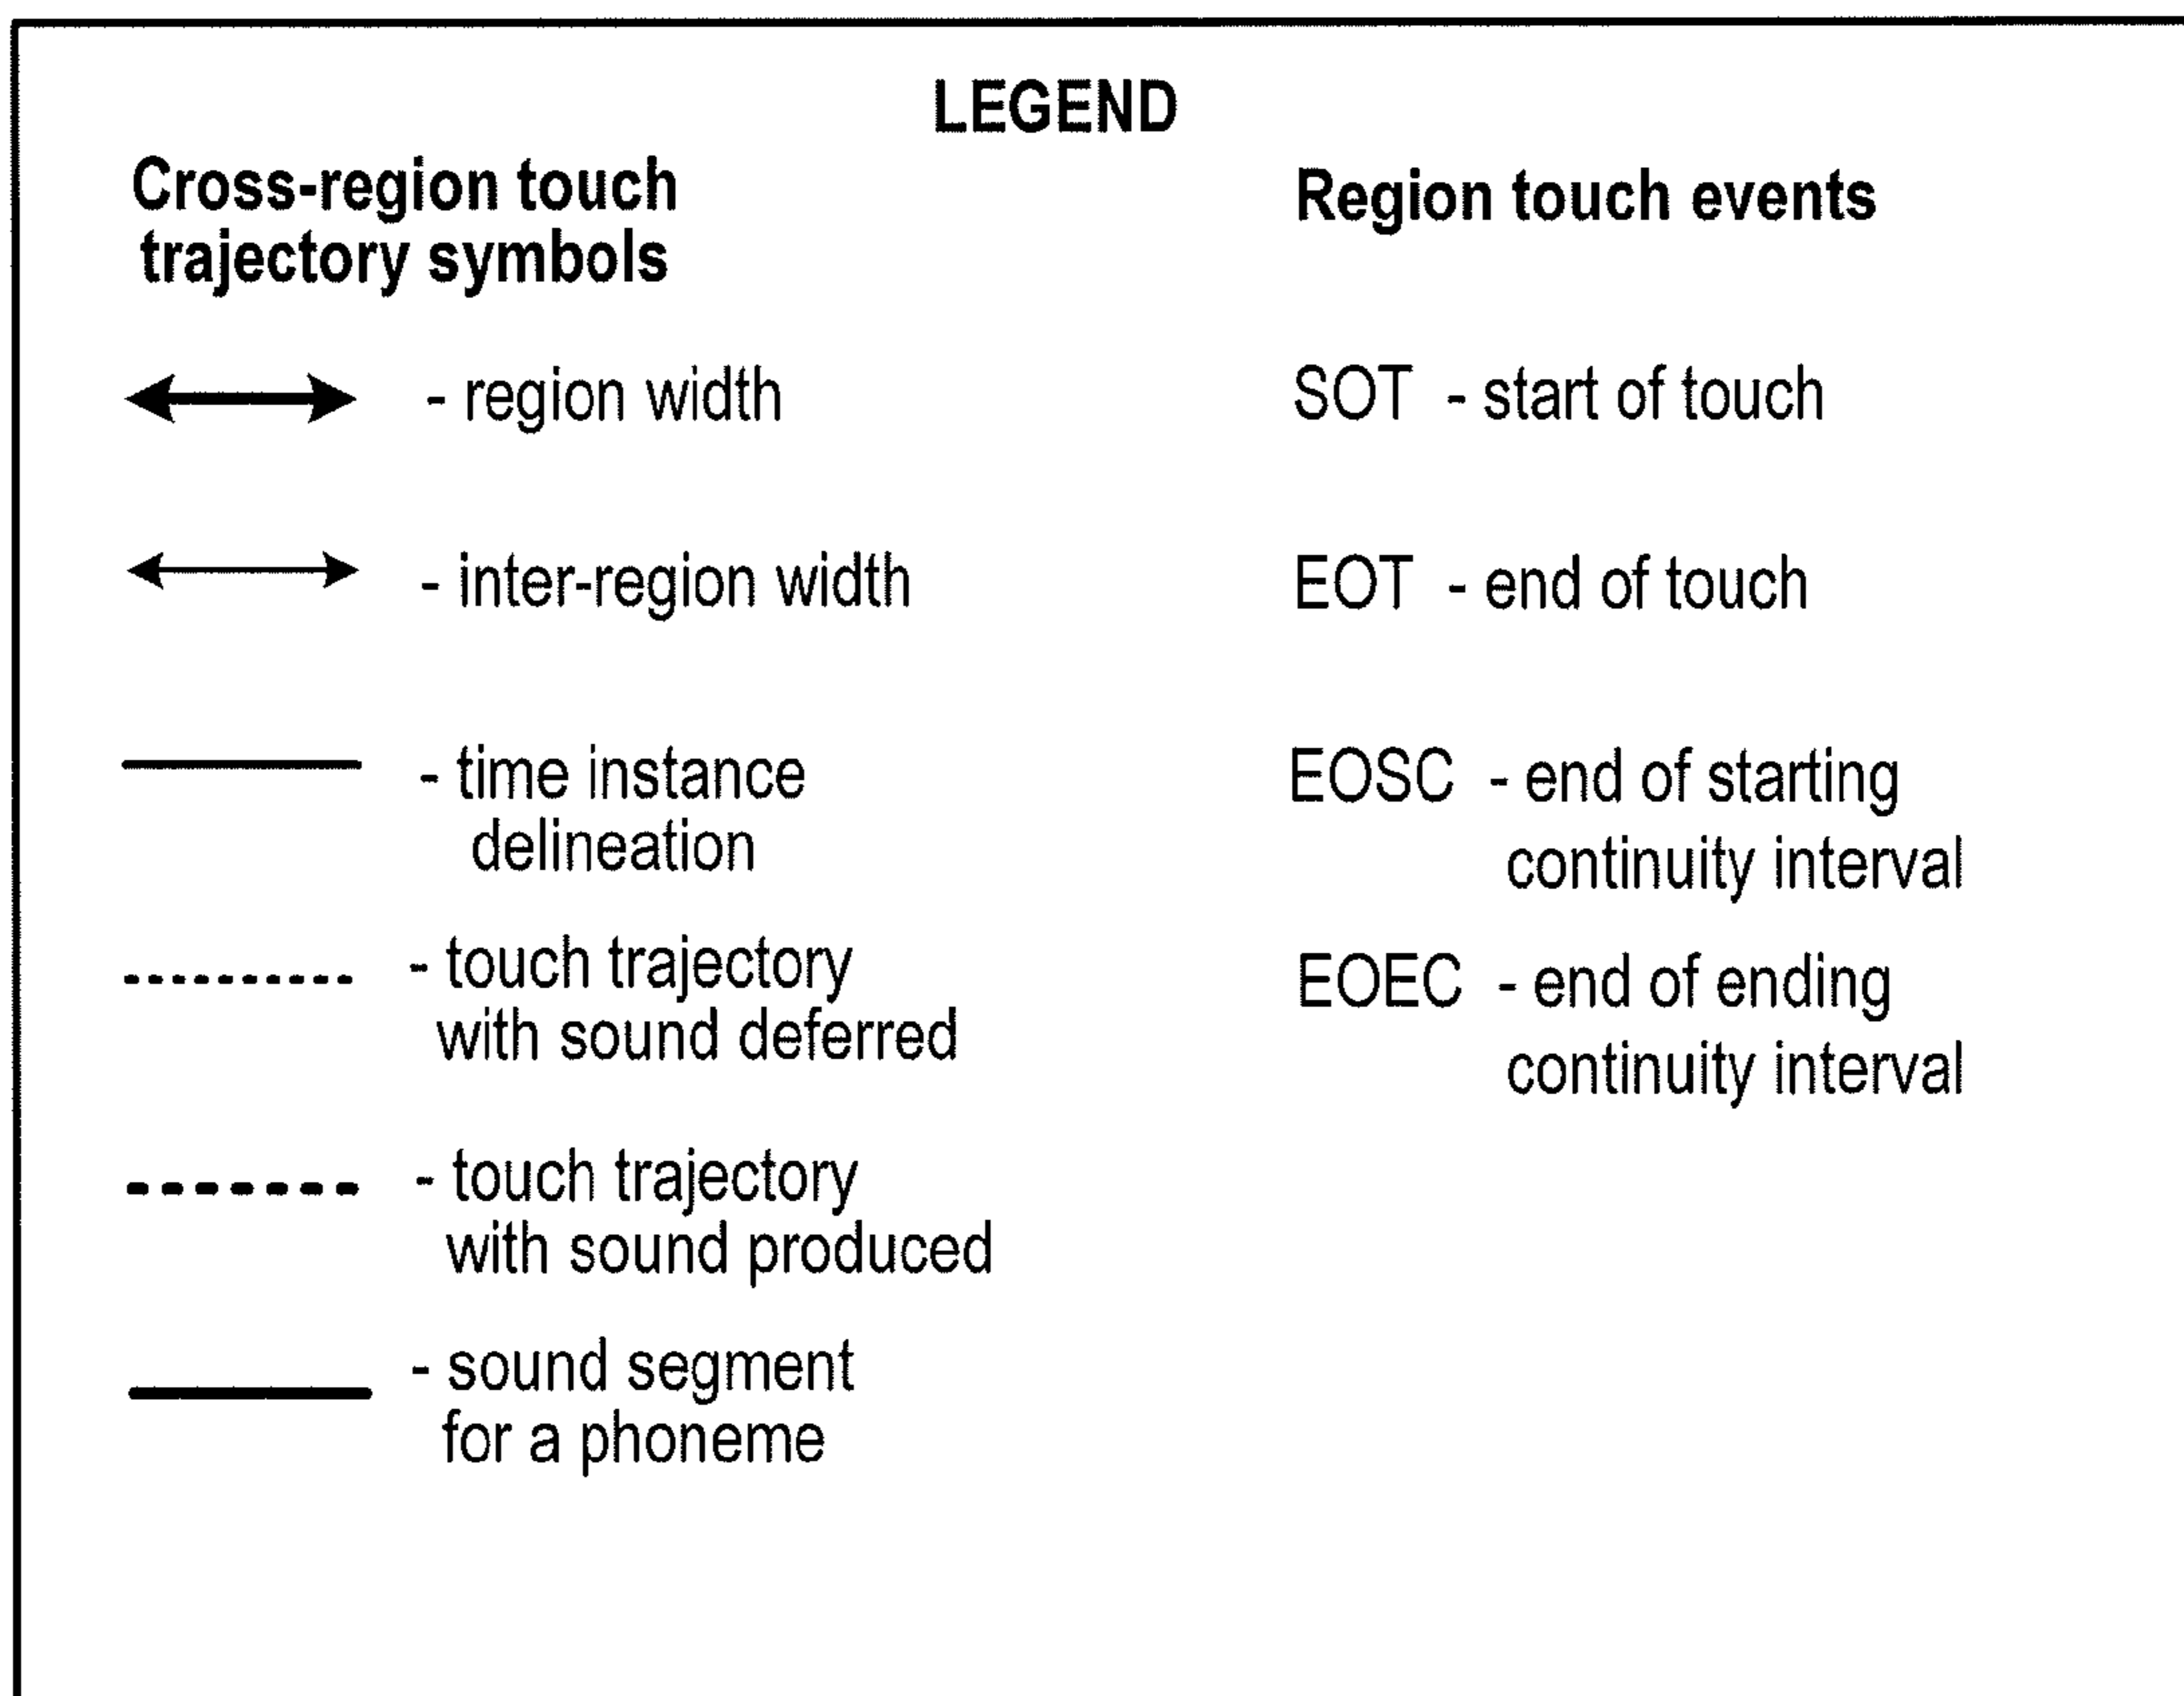 LEGEND
Cross-region touch
trajectory symbols
- region width
- inter-region width
- time instance
delineation
- touch trajectory
with sound deferred
- touch trajectory
with sound produced
- sound segment
for a phoneme
Region touch events
SOT - start of touch
EOT - end of touch
EOSC - end of starting
continuity interval
EOEC - end of ending
continuity interval